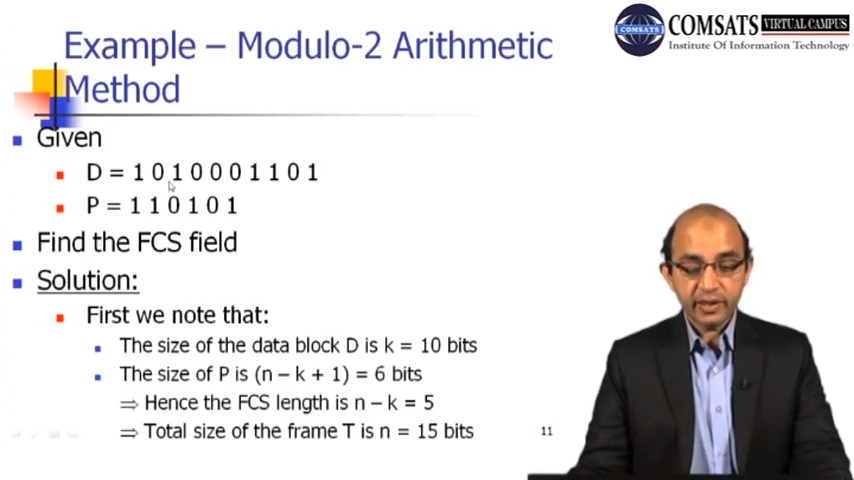 COMSATS VIRTUAL CAMPUS
COMSATS
Institute Of Information Technology
Example – Modulo-2 Arithmetic
Method
Given
D = 1 0 1 0 0 0 1 1 0 1
P = 1 1 0 1 0 1
Find the FCS field
Solution:
First we note that:
The size of the data block D is k = 10 bits
The size of P is (n – k + 1) = 6 bits
⇒ Hence the FCS length is n – k = 5
⇒ Total size of the frame T is n = 15 bits
11